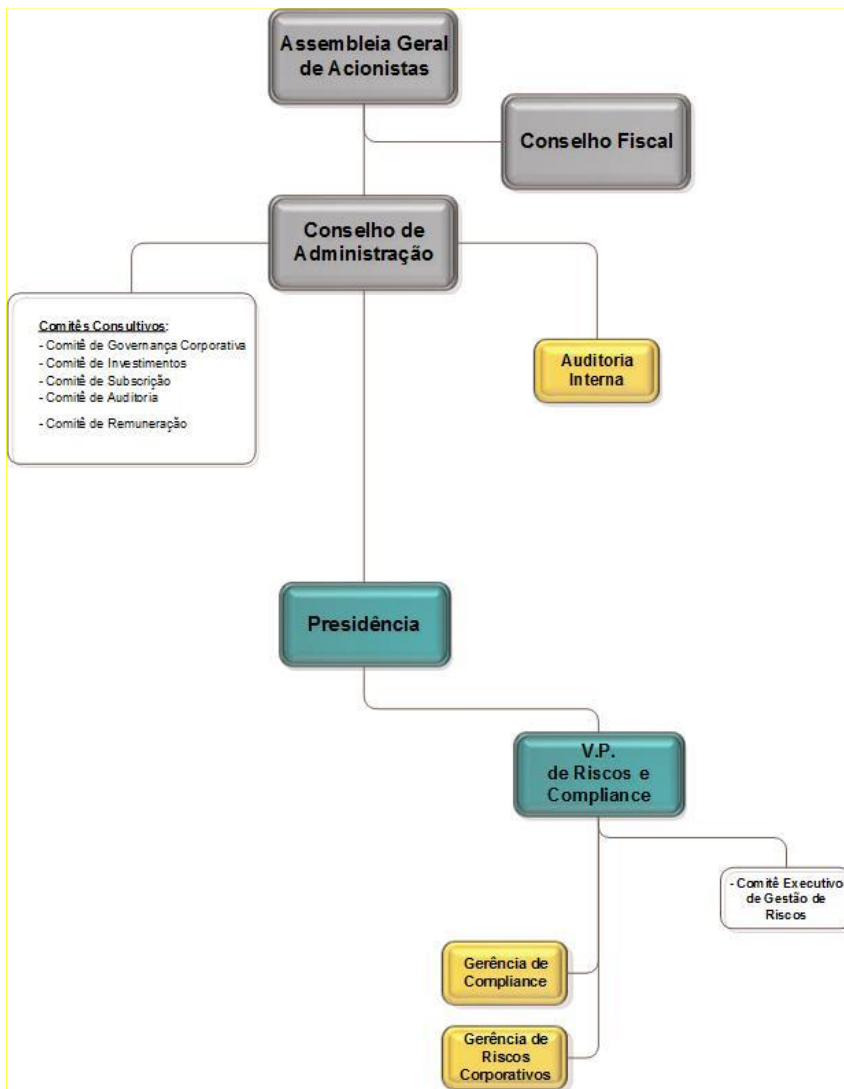 Assembleia Geral
de Acionistas
Conselho Fiscal
Conselho de
Administração
Comitês Consultivos:
- Comitê de Governança Corporativa
- Comitê de Investimentos
- Comitê de Subscrição
- Comitê de Auditoria
- Comitê de Remuneração
Auditoria
Interna
Presidência
V.P.
de Riscos e
Compliance
- Comitê Executivo
de Gestão de
Riscos
Gerência de
Compliance
Gerência de
Riscos
Corporativos